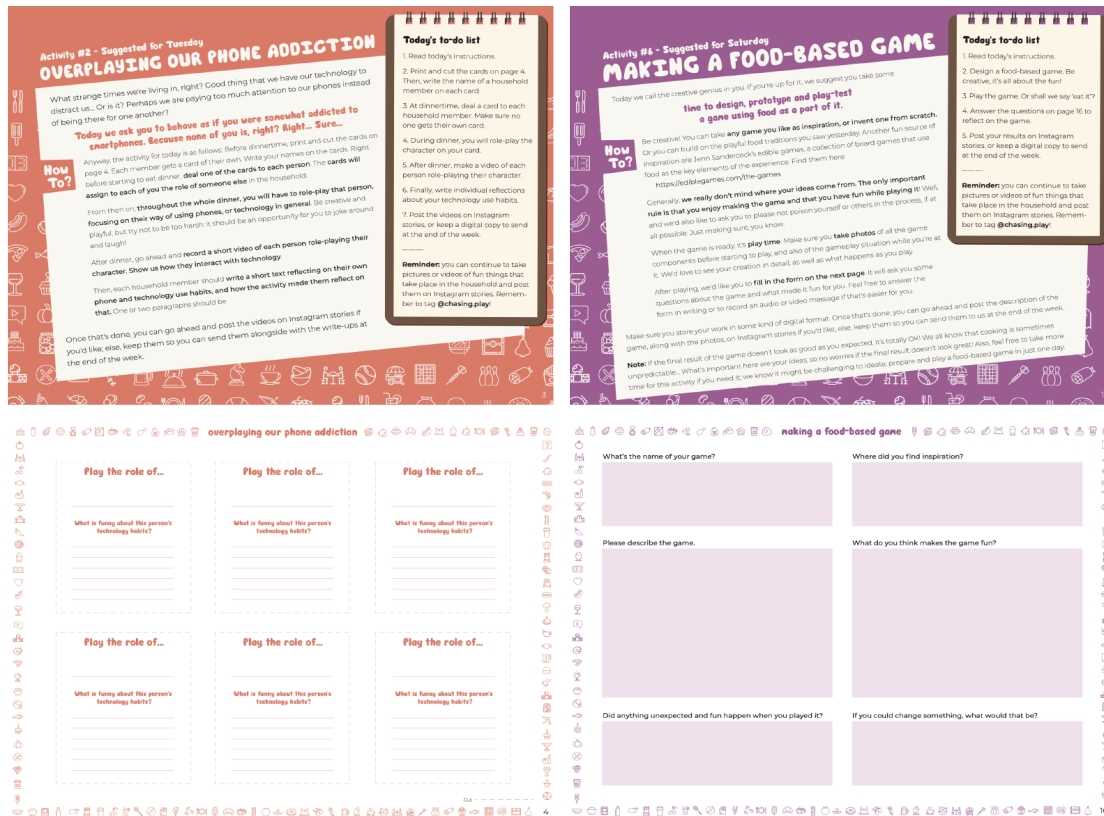 Activity #2 - Suggested for Tuesday
OVERPLAYING OUR PHONE ADDICTION
What strange times we're living in, right? Good thing that we have our technology to
distract us... Or is it? Perhaps we are paying too much attention to our phones instead
of being there for one another?
Today we ask you to behave as if you were somewhat addicted to
smartphones. Because none of you is, right? Right... Sure...
How
To?
Anyway, the activity for today is as follows: Before dinnertime, print and cut the cards on
page 4. Each member gets a card of their own. Write your names on the cards. Right
before starting to eat dinner, deal one of the cards to each person. The cards will
assign to each of you the role of someone else in the household.
From then on, throughout the whole dinner, you will have to role-play that person,
focusing on their way of using phones, or technology in general. Be creative and
playful, but try not to be too harsh; it should be an opportunity for you to joke around
and laugh!
After dinner, go ahead and record a short video of each person role-playing their
character. Show us how they interact with technology.
Then, each household member should write a short text reflecting on their own
phone and technology use habits, and how the activity made them reflect on
that. One or two paragraphs should be
Once that's done, you can go ahead and post the videos on Instagram stories if
you'd like; else, keep them so you can send them alongside with the write-ups at
the end of the week.
Today's to-do list
1. Read today's instructions.
2. Print and cut the cards on page 4.
Then, write the name of a household
member on each card.
3. At dinnertime, deal a card to each
household member. Make sure no
one gets their own card.
4. During dinner, you will role-play the
character on your card.
5. After dinner, make a video of each
person role-playing their character.
6. Finally, write individual reflections
about your technology use habits.
7. Post the videos on Instagram
stories, or keep a digital copy to send
at the end of the week.
...........
Reminder: you can continue to take
pictures or videos of fun things that
take place in the household and post
them on Instagram stories. Remem-
ber to tag @chasing.play!
3
Activity #6 - Suggested for Saturday
MAKING A FOOD-BASED GAME
Today we call the creative genius in you. If you're up for it, we suggest you take some
time to design, prototype and play-test
a game using food as a part of it.
How
To?
Be creative! You can take any game you like as inspiration, or invent one from scratch.
Or you can build on the playful food traditions you saw yesterday. Another fun source of
inspiration are Jenn Sandercock's edible games, a collection of board games that use
food as the key elements of the experience. Find them here:
https://ediblegames.com/the-games
Generally, we really don't mind where your ideas come from. The only important
rule is that you enjoy making the game and that you have fun while playing it! Well,
and we'd also like to ask you to please not poison yourself or others in the process, if at
all possible. Just making sure, you know.
When the game is ready, it's play time. Make sure you take photos of all the game
components before starting to play, and also of the gameplay situation while you're at
it. We'd love to see your creation in detail, as well as what happens as you play.
After playing, we'd like you to fill in the form on the next page. It will ask you some
questions about the game and what made it fun for you. Feel free to answer the
form in writing or to record an audio or video message if that's easier for you.
Make sure you store your work in some kind of digital format. Once that's done, you can go ahead and post the description of the
game, along with the photos, on Instagram stories if you'd like; else, keep them so you can send them to us at the end of the week.
Note: If the final result of the game doesn't look as good as you expected, it's totally OK! We all know that cooking is sometimes
unpredictable... What's important here are your ideas, so no worries if the final result doesn't look great! Also, feel free to take more
time for this activity if you need it; we know it might be challenging to ideate, prepare and play a food-based game in just one day.
Today's to-do list
1. Read today's instructions.
2. Design a food-based game. Be
creative, it's all about the fun!
3. Play the game. Or shall we say 'eat it'?
4. Answer the questions on page 16 to
reflect on the game.
5. Post your results on Instagram
stories, or keep a digital copy to send
at the end of the week.
...........
Reminder: you can continue to take
pictures or videos of fun things that
take place in the household and post
them on Instagram stories. Remem-
ber to tag @chasing.play!
overplaying our phone addiction
Play the role of...
What is funny about this person's
technology habits?
Play the role of...
What is funny about this person's
technology habits?
Play the role of...
What is funny about this person's
technology habits?
Play the role of...
What is funny about this person's
technology habits?
Play the role of...
What is funny about this person's
technology habits?
Play the role of...
What is funny about this person's
technology habits?
Cut
4
making a food-based game
What's the name of your game?
Where did you find inspiration?
Please describe the game.
What do you think makes the game fun?
Did anything unexpected and fun happen when you played it?
If you could change something, what would that be?